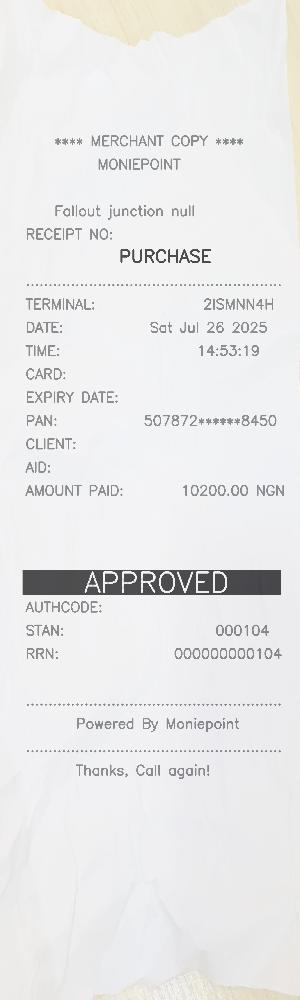 **** MERCHANT COPY ****
MONIEPOINT
Fallout junction null
RECEIPT NO:
PURCHASE
TERMINAL: 2ISMNN4H
DATE: Sat Jul 26 2025
TIME: 14:53:19
CARD:
EXPIRY DATE:
PAN: 507872******8450
CLIENT:
AID:
AMOUNT PAID: 10200.00 NGN
APPROVED
AUTHCODE:
STAN: 000104
RRN: 000000000104
Powered By Moniepoint
Thanks, Call again!